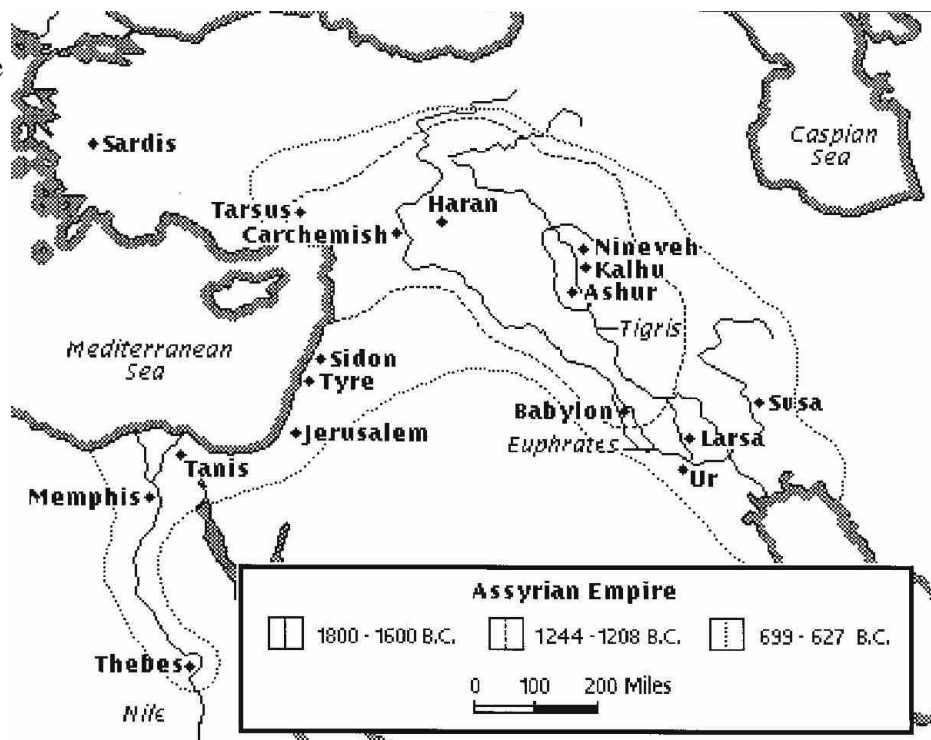 Sardis
Caspian
Sea
Tarsus
Haran
Carchemish
Nineveh
Kalhu
Ashur
Tigris
Mediterranean
Sea
Sidon
Tyre
Babylon
Susa
Jerusalem
Euphrates
Larsa
Tanis
Ur
Memphis
Thebes
Nile
Assyrian Empire
1800 - 1600 B.C. 1244 - 1208 B.C. 699 - 627 B.C.
0 100 200 Miles